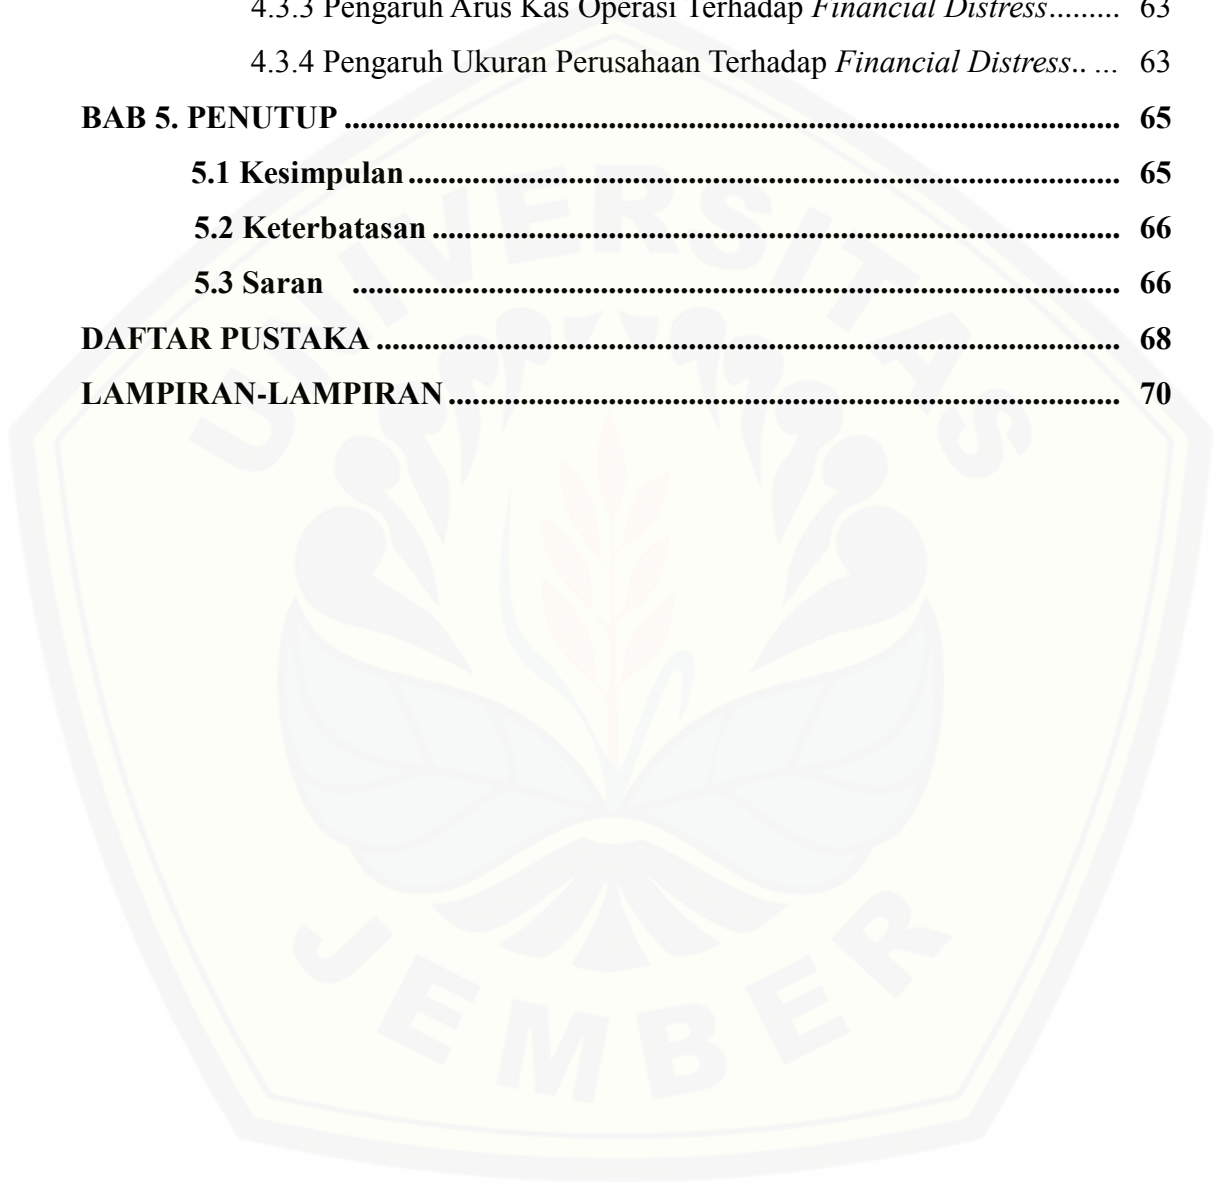 4.3.3 Pengaruh Arus Kas Operasi Terhadap Financial Distress......... 63
4.3.4 Pengaruh Ukuran Perusahaan Terhadap Financial Distress.. ... 63
BAB 5. PENUTUP ................................................................................................. 65
5.1 Kesimpulan ......................................................................................... 65
5.2 Keterbatasan ...................................................................................... 66
5.3 Saran ................................................................................................ 66
DAFTAR PUSTAKA ............................................................................................. 68
LAMPIRAN-LAMPIRAN .................................................................................... 70
UNIVERSITAS
JEMBER